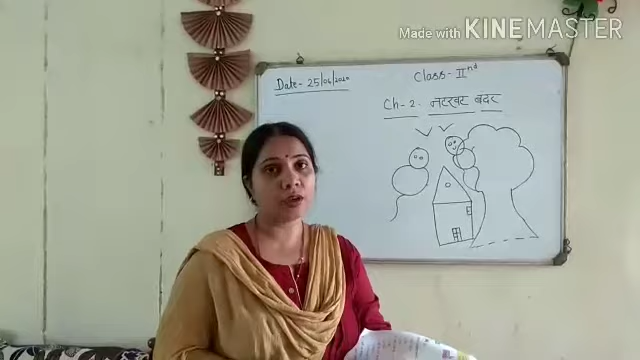 Made with KINEMASTER
Date - 25/06/2020
Class - IInd
Ch - 2. नटखट बंदर